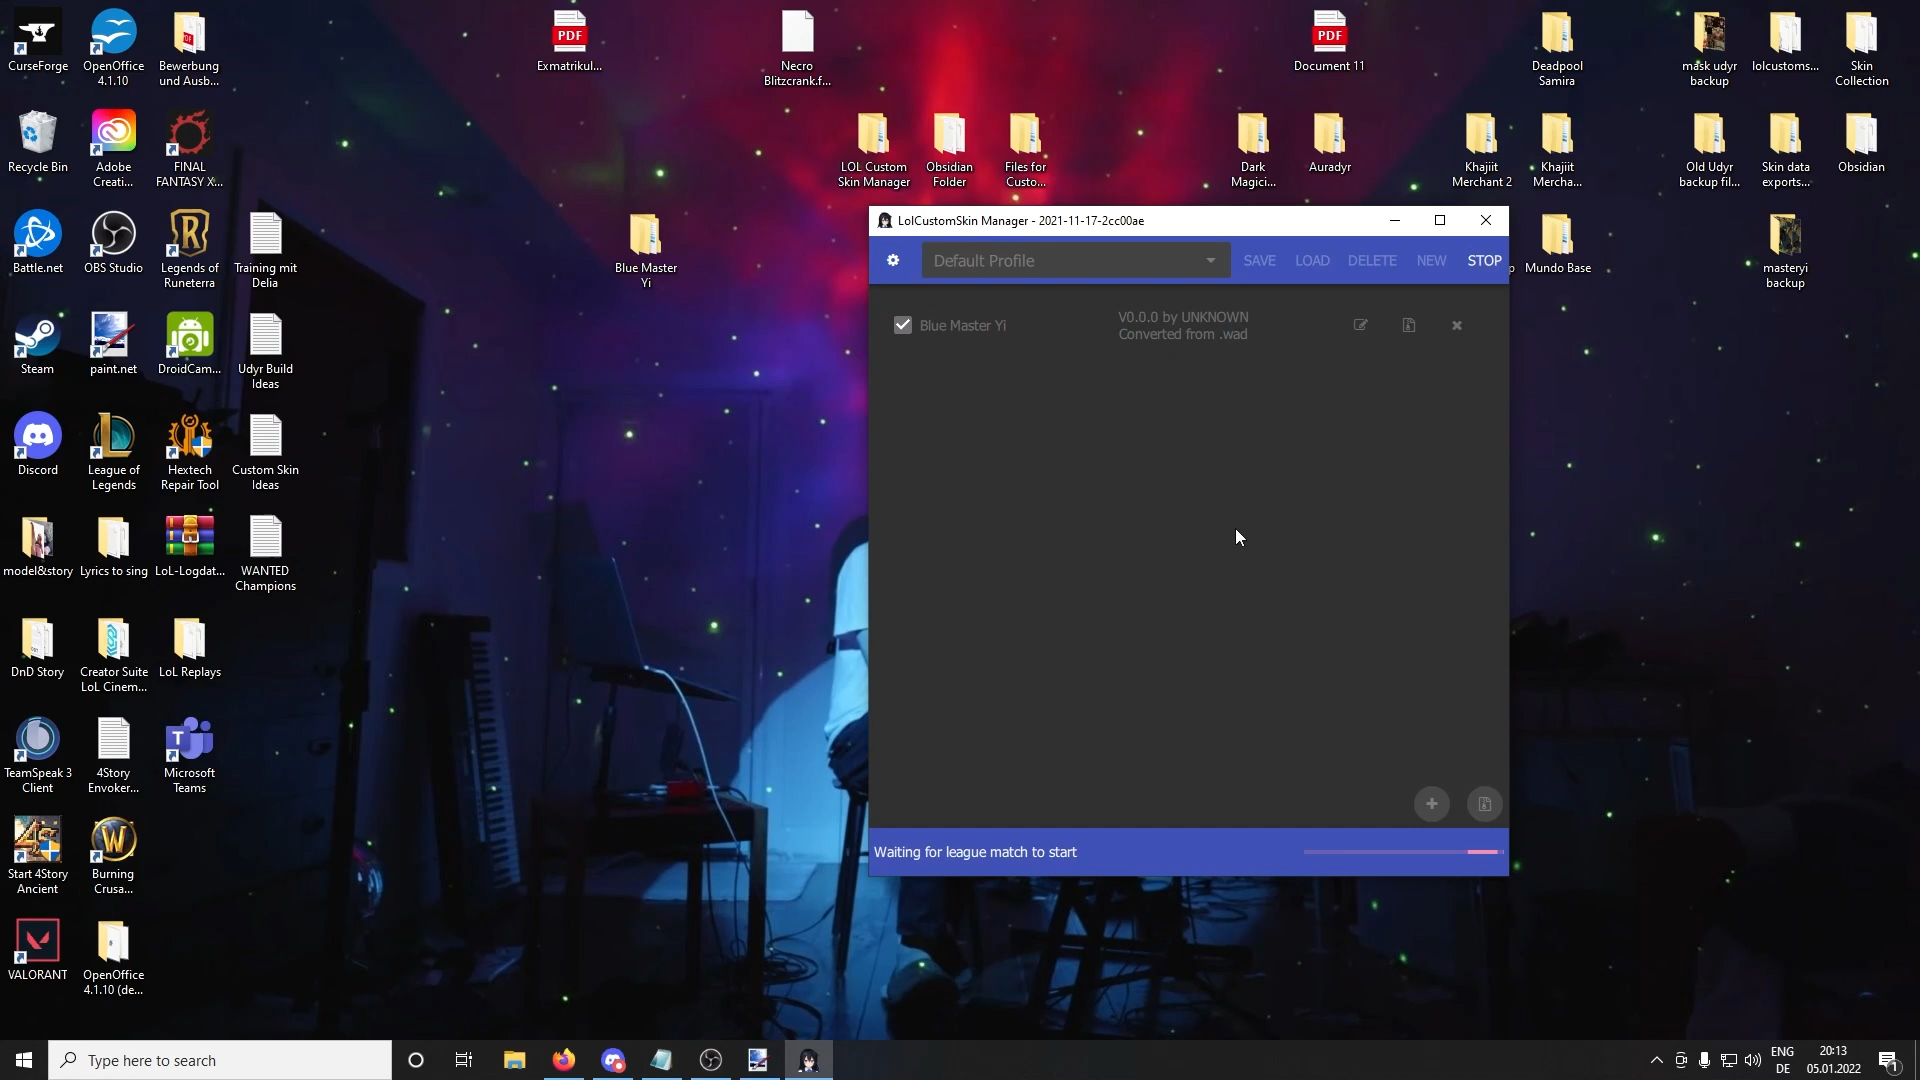 CurseForge
OpenOffice
4.1.10
Bewerbung
und Ausb...
PDF
Exmatrikul...
Necro
Blitzcrank.f...
PDF
Document 11
Deadpool
Samira
mask udyr
backup
lolcustoms...
Skin
Collection
Recycle Bin
Adobe
Creati...
FINAL
FANTASY X...
LOL Custom
Skin Manager
Obsidian
Folder
Files for
Custo...
Dark
Magici...
Auradyr
Khajiit
Merchant 2
Khajiit
Mercha...
Old Udyr
backup fil...
Skin data
exports...
Obsidian
Battle.net
OBS Studio
Legends of
Runeterra
Training mit
Delia
Blue Master
Yi
p
Mundo Base
masteryi
backup
LolCustomSkin Manager - 2021-11-17-2cc00ae
Default Profile
SAVE
LOAD
DELETE
NEW
STOP
Blue Master Yi
V0.0.0 by UNKNOWN
Converted from .wad
Steam
paint.net
DroidCam...
Udyr Build
Ideas
Discord
League of
Legends
Hextech
Repair Tool
Custom Skin
Ideas
model&story
Lyrics to sing
LoL-Logdat...
WANTED
Champions
DnD Story
Creator Suite
LoL Cinem...
LoL Replays
TeamSpeak 3
Client
4Story
Envoker...
Microsoft
Teams
Start 4Story
Ancient
Burning
Crusa...
Waiting for league match to start
VALORANT
OpenOffice
4.1.10 (de...
Type here to search
ENG
DE
20:13
05.01.2022
1